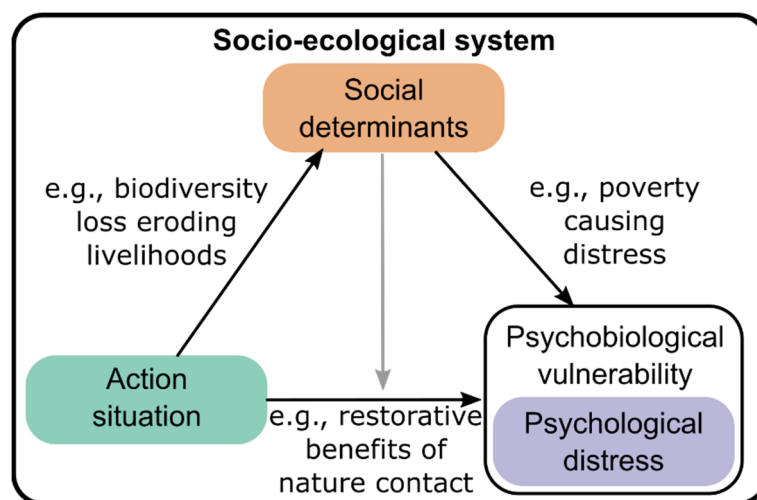 Socio-ecological system
Social
determinants
e.g., biodiversity
loss eroding
livelihoods
e.g., poverty
causing
distress
Action
situation
e.g., restorative
benefits of
nature contact
Psychobiological
vulnerability
Psychological
distress